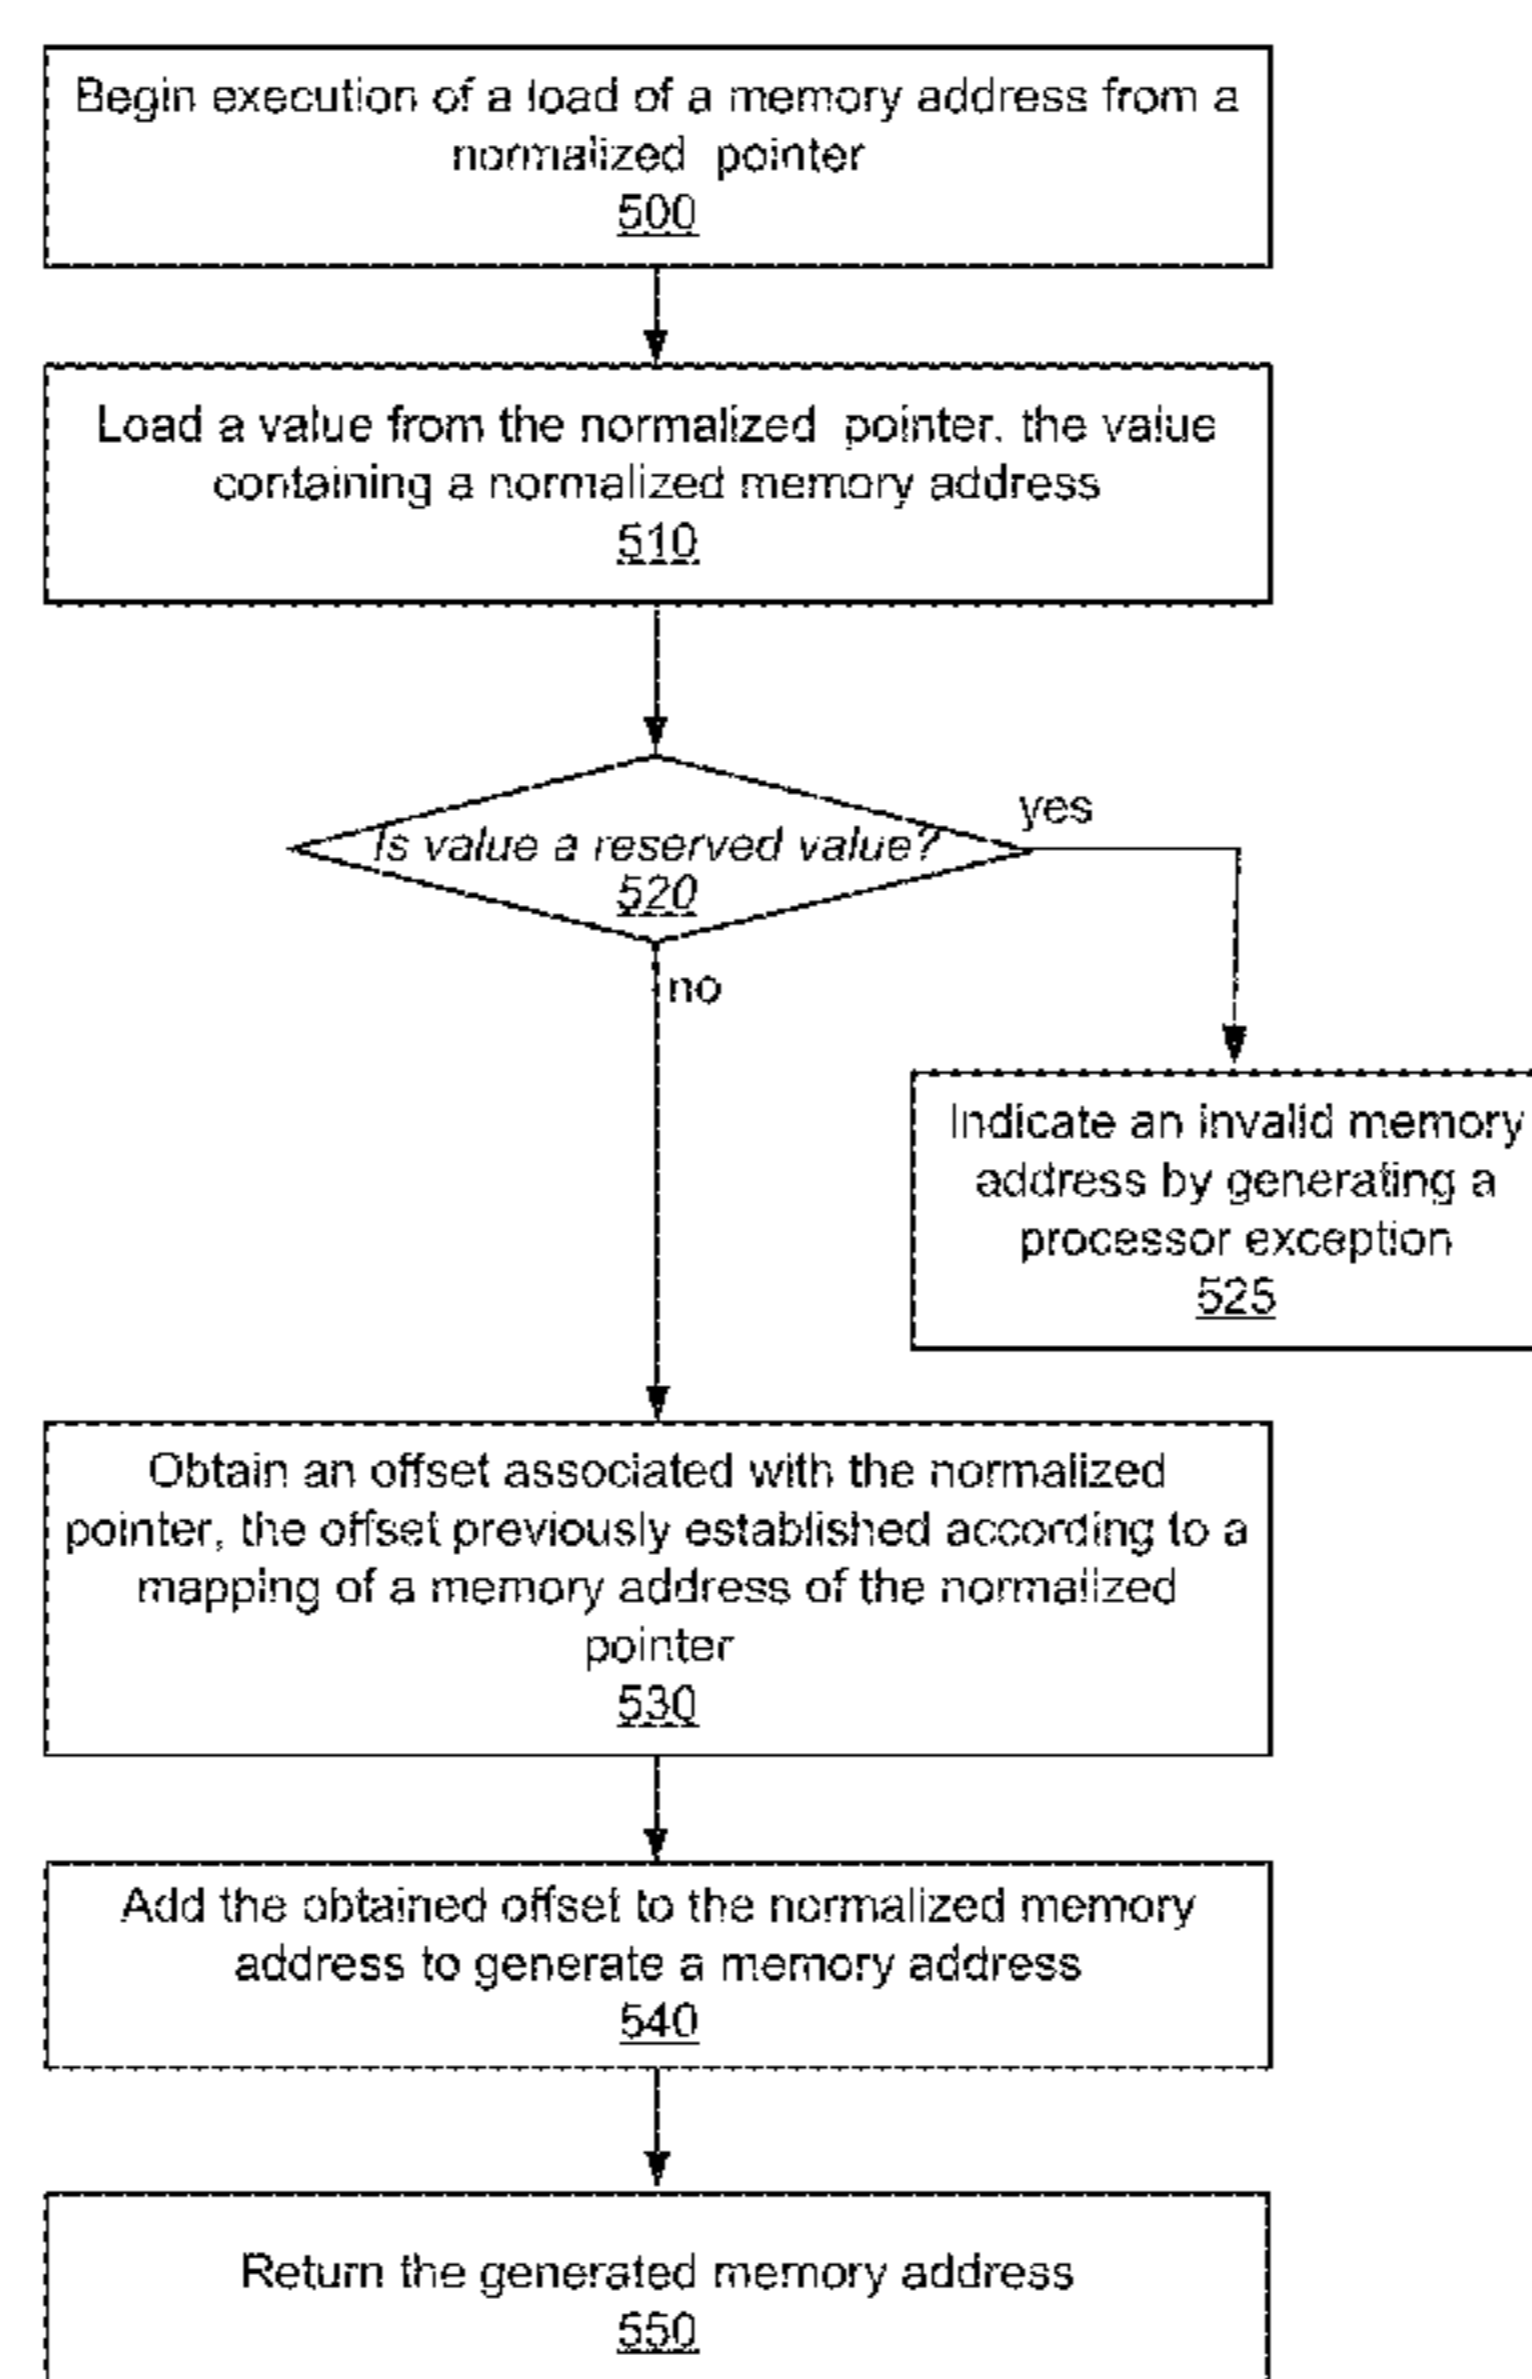 Begin execution of a load of a memory address from a
normalized pointer
500
Load a value from the normalized pointer, the value
containing a normalized memory address
510
Is value a reserved value?
520
yes
no
Indicate an invalid memory
address by generating a
processor exception
525
Obtain an offset associated with the normalized
pointer, the offset previously established according to a
mapping of a memory address of the normalized
pointer
530
Add the obtained offset to the normalized memory
address to generate a memory address
540
Return the generated memory address
550